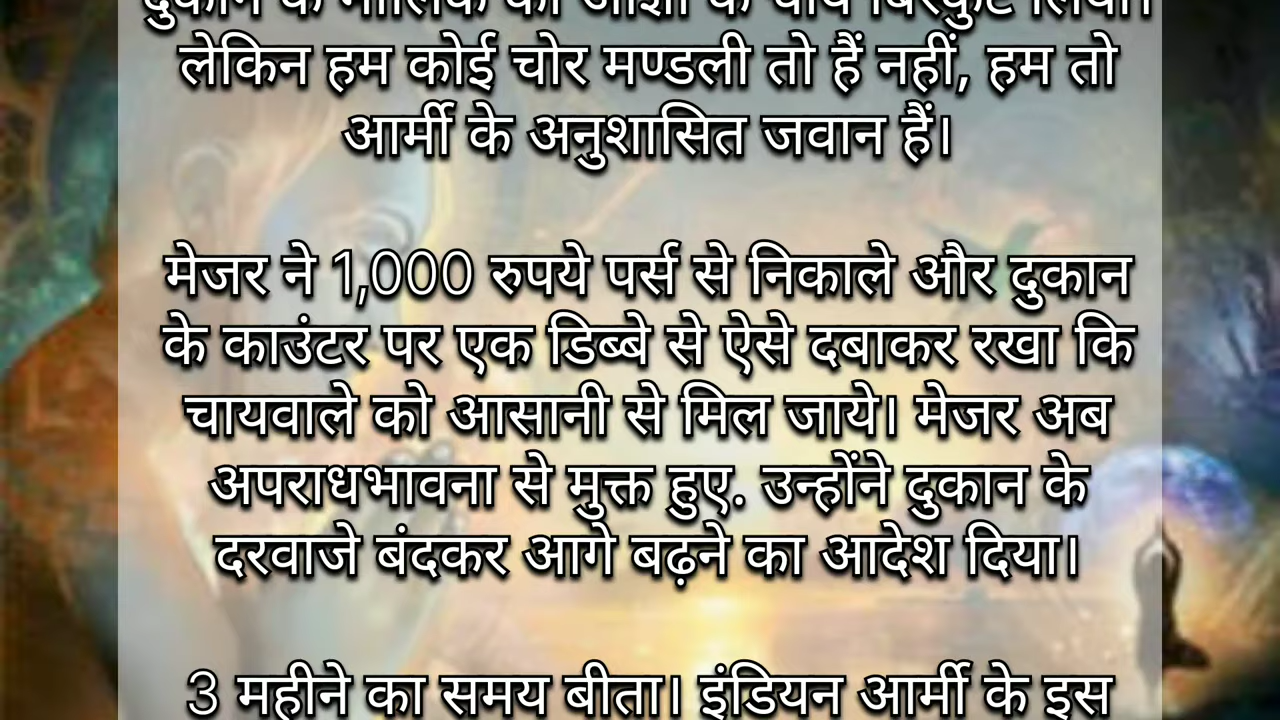 दुकान के मालिक की आज्ञा के चाय बिस्कुट लिया।
लेकिन हम कोई चोर मण्डली तो हैं नहीं, हम तो
आर्मी के अनुशासित जवान हैं।
मेजर ने 1,000 रुपये पर्स से निकाले और दुकान
के काउंटर पर एक डिब्बे से ऐसे दबाकर रखा कि
चायवाले को आसानी से मिल जाये। मेजर अब
अपराधभावना से मुक्त हुए. उन्होंने दुकान के
दरवाजे बंदकर आगे बढ़ने का आदेश दिया।
3 महीने का समय बीता। इंडियन आर्मी के इस